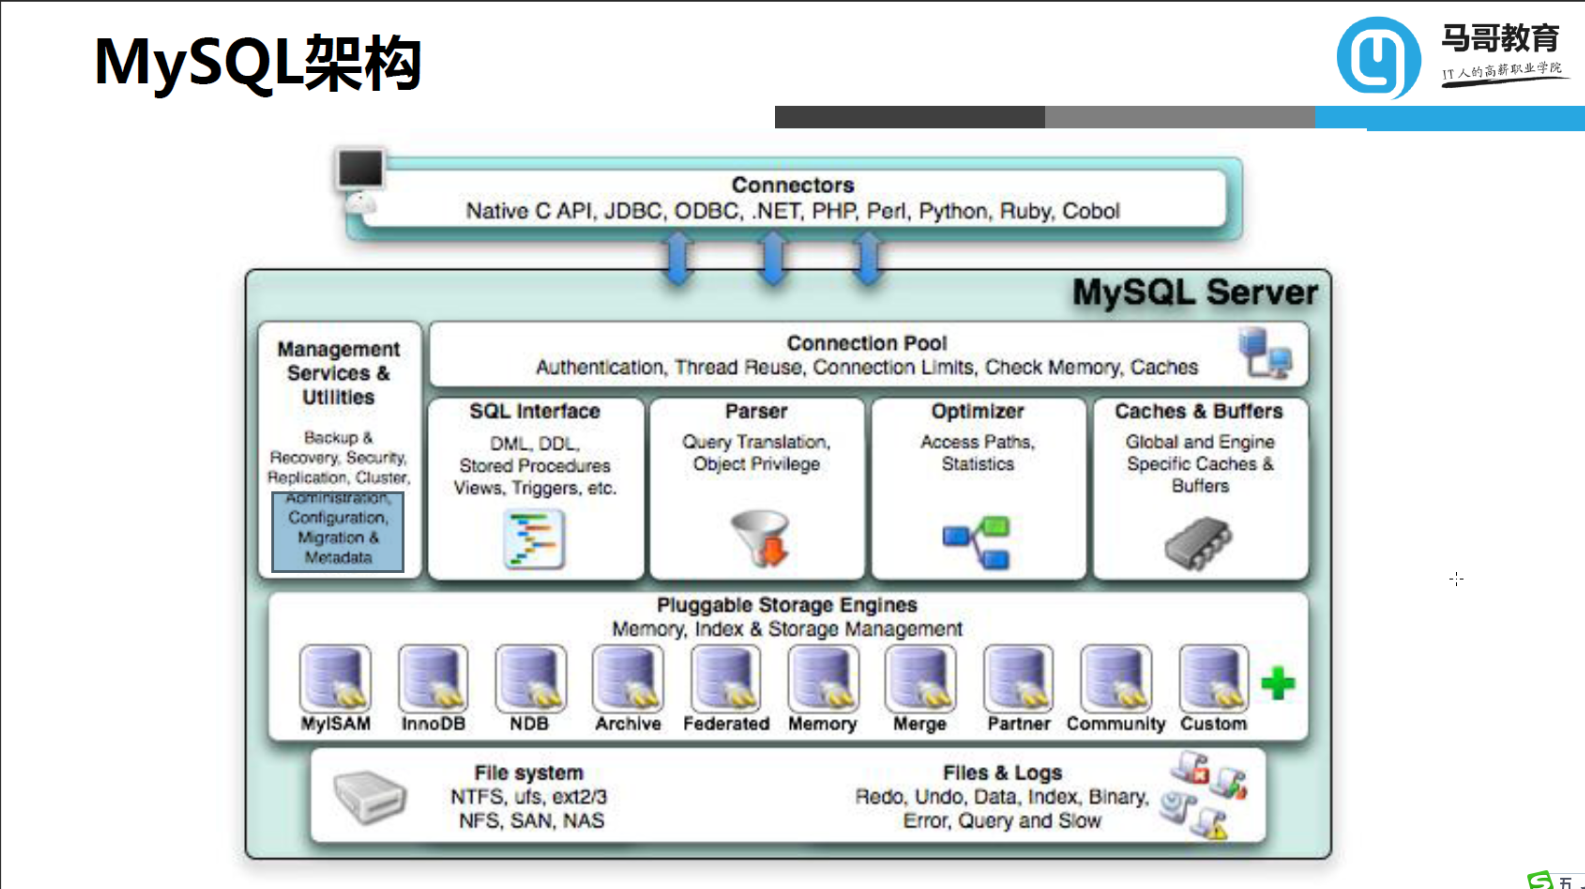 MySQL架构
马哥教育
IT人的高薪职业学院
Connectors
Native C API, JDBC, ODBC, .NET, PHP, Perl, Python, Ruby, Cobol
MySQL Server
Management
Services &
Utilities
Backup &
Recovery, Security,
Replication, Cluster,
Administration,
Configuration,
Migration &
Metadata
Connection Pool
Authentication, Thread Reuse, Connection Limits, Check Memory, Caches
SQL Interface
DML, DDL,
Stored Procedures
Views, Triggers, etc.
Parser
Query Translation,
Object Privilege
Optimizer
Access Paths,
Statistics
Caches & Buffers
Global and Engine
Specific Caches &
Buffers
Pluggable Storage Engines
Memory, Index & Storage Management
MyISAM
InnoDB
NDB
Archive
Federated
Memory
Merge
Partner
Community
Custom
File system
NTFS, ufs, ext2/3
NFS, SAN, NAS
Files & Logs
Redo, Undo, Data, Index, Binary,
Error, Query and Slow
五